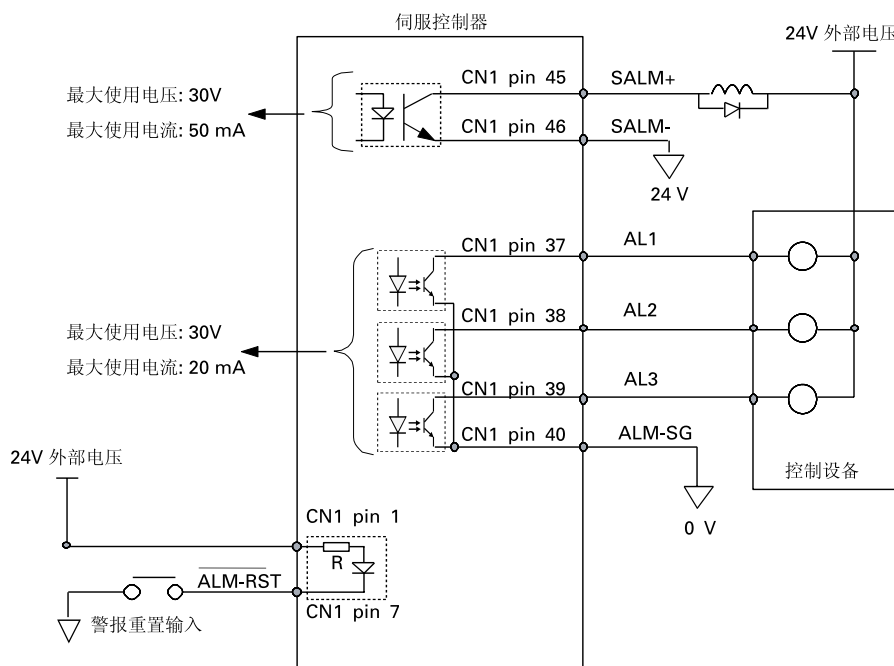 伺服控制器
24V 外部电压
最大使用电压: 30V
最大使用电流: 50 mA
CN1 pin 45
SALM+
CN1 pin 46
SALM-
24 V
CN1 pin 37
AL1
CN1 pin 38
AL2
最大使用电压: 30V
最大使用电流: 20 mA
CN1 pin 39
AL3
CN1 pin 40
ALM-SG
控制设备
0 V
24V 外部电压
CN1 pin 1
R
ALM-RST
CN1 pin 7
警报重置输入